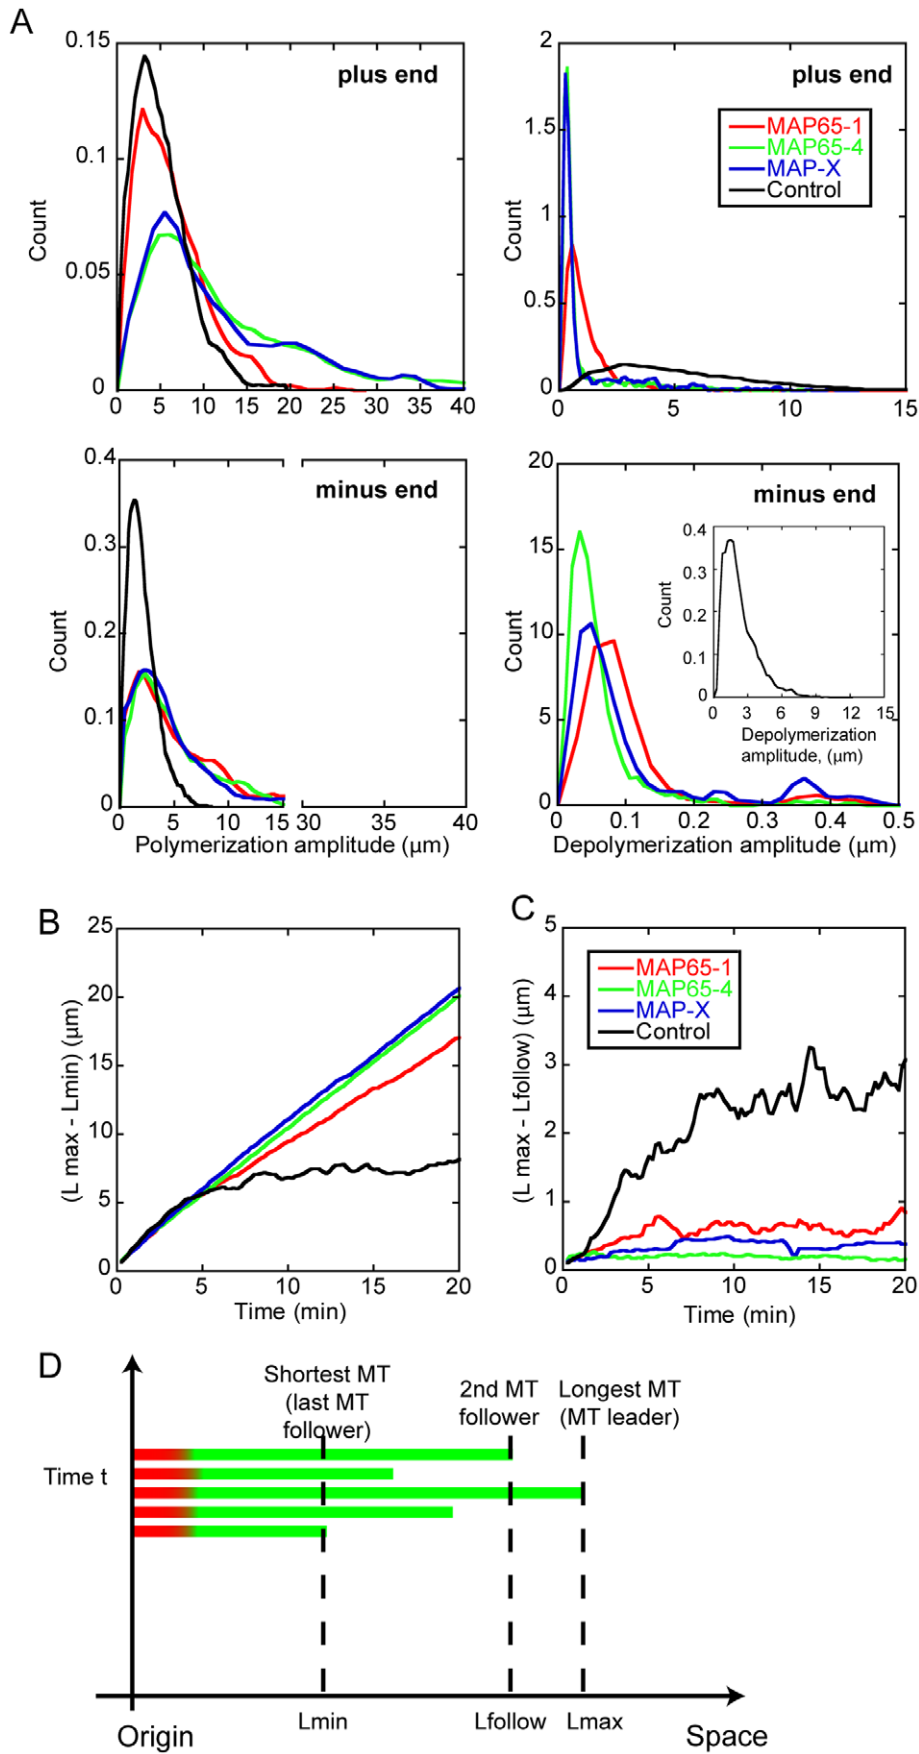 A
0.15
0.1
0.05
0
Count
plus end
0 5 10 15 20 25 30 35 40
2
1.5
1
0.5
0
Count
plus end
MAP65-1
MAP65-4
MAP-X
Control
0 5 10 15
0.4
0.3
0.2
0.1
0
Count
minus end
0 5 10 15 30 35 40
Polymerization amplitude (µm)
20
15
10
5
0
Count
minus end
0.4
0.3
0.2
0.1
0
Count
0 3 6 9 12 15
Depolymerization
amplitude, (µm)
0 0.1 0.2 0.3 0.4 0.5
Depolymerization amplitude (µm)
B
25
20
15
10
5
0
(L max - Lmin) (µm)
0 5 10 15 20
Time (min)
C
5
4
3
2
1
0
(L max - Lfollow) (µm)
MAP65-1
MAP65-4
MAP-X
Control
0 5 10 15 20
Time (min)
D
Shortest MT
(last MT
follower)
2nd MT
follower
Longest MT
(MT leader)
Time t
Lmin
Lfollow
Lmax
Origin
Space